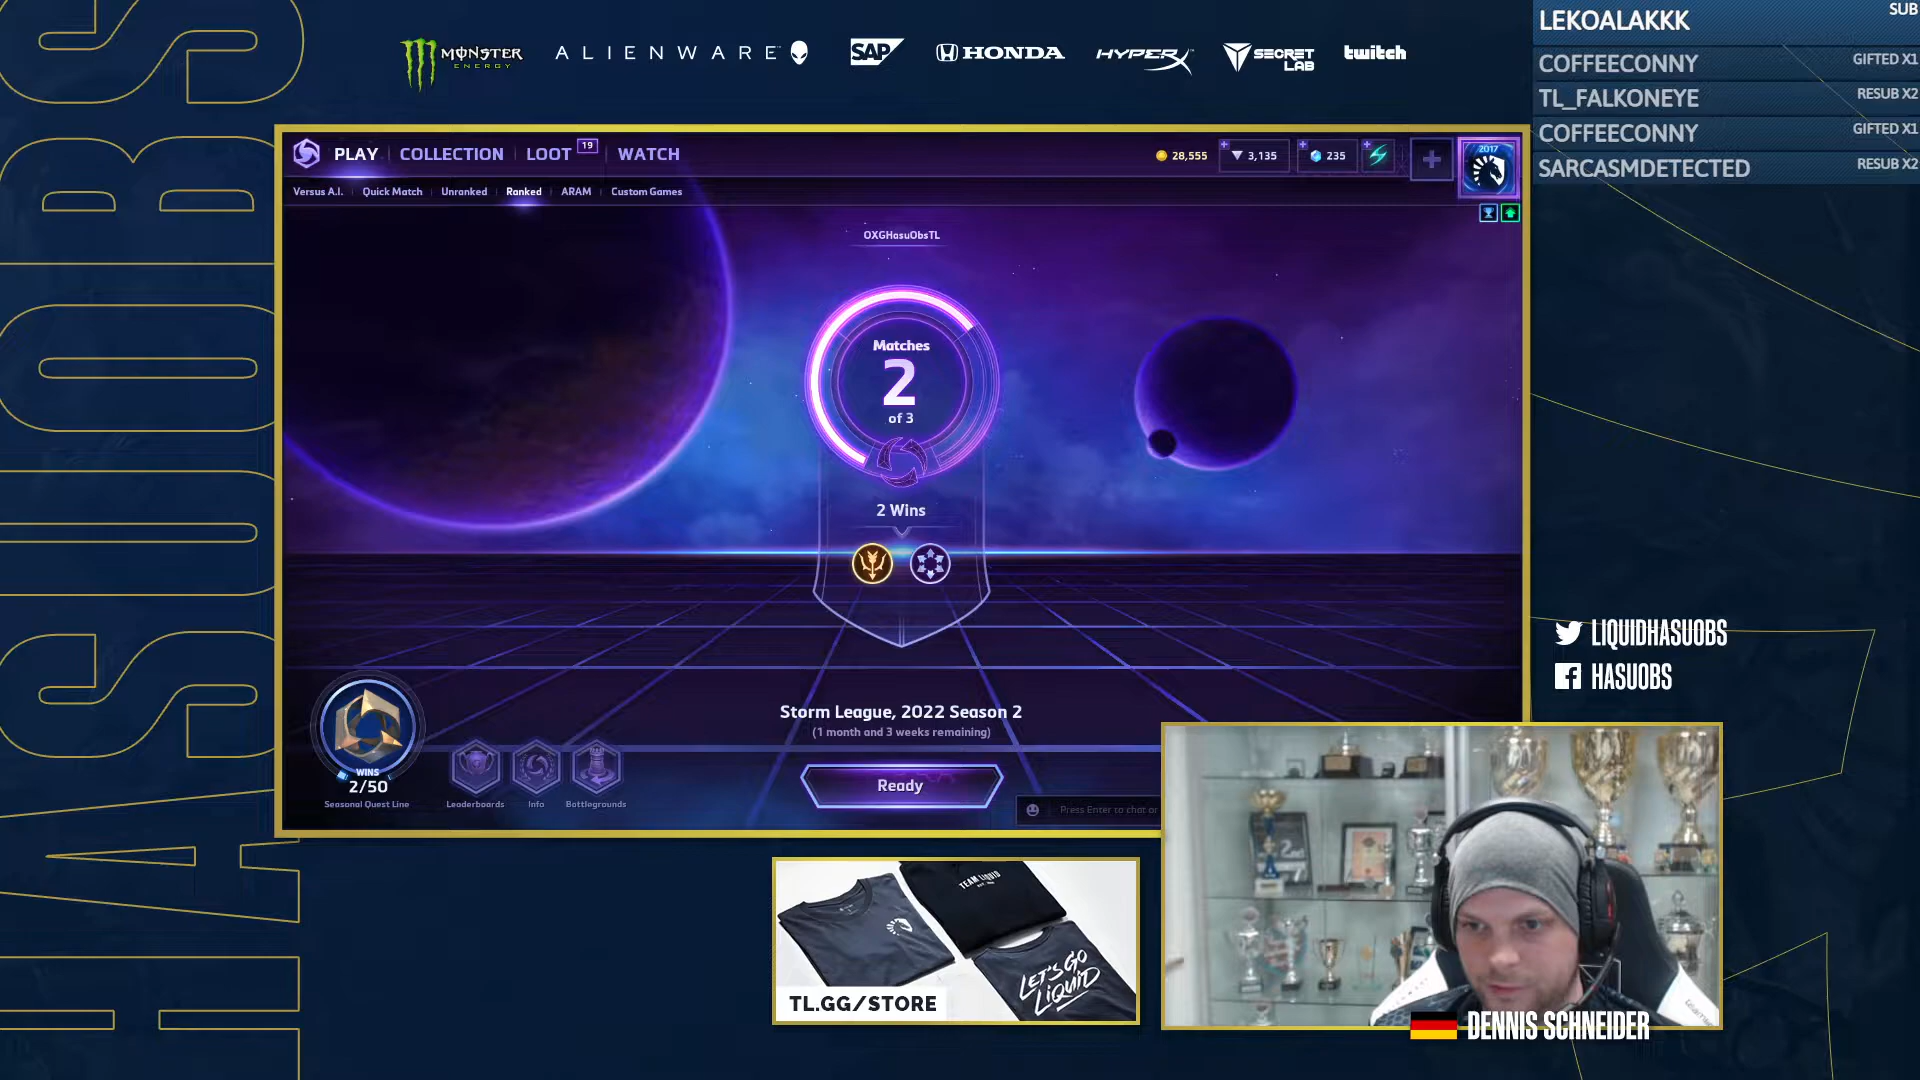 HASUOBS
MONSTER
ENERGY
ALIENWARE
SAP
HONDA
HYPERX
SECRET
LAB
twitch
LEKOALAKKK SUB
COFFEECONNY GIFTED X1
TL_FALKONEYE RESUB X2
COFFEECONNY GIFTED X1
SARCASMDETECTED RESUB X2
PLAY COLLECTION LOOT 19 WATCH
28,555 3,135 235
2017
Versus A.I. Quick Match Unranked Ranked ARAM Custom Games
OXGHasuObsTL
Matches
2
of 3
2 Wins
Storm League, 2022 Season 2
(1 month and 3 weeks remaining)
Ready
WINS
2/50
Seasonal Quest Line
Leaderboards Info Battlegrounds
Press Enter to chat or
LIQUIDHASUOBS
HASUOBS
TEAM LIQUID
LET'S GO
LIQUID
TL.GG/STORE
2nd
DENNIS SCHNEIDER